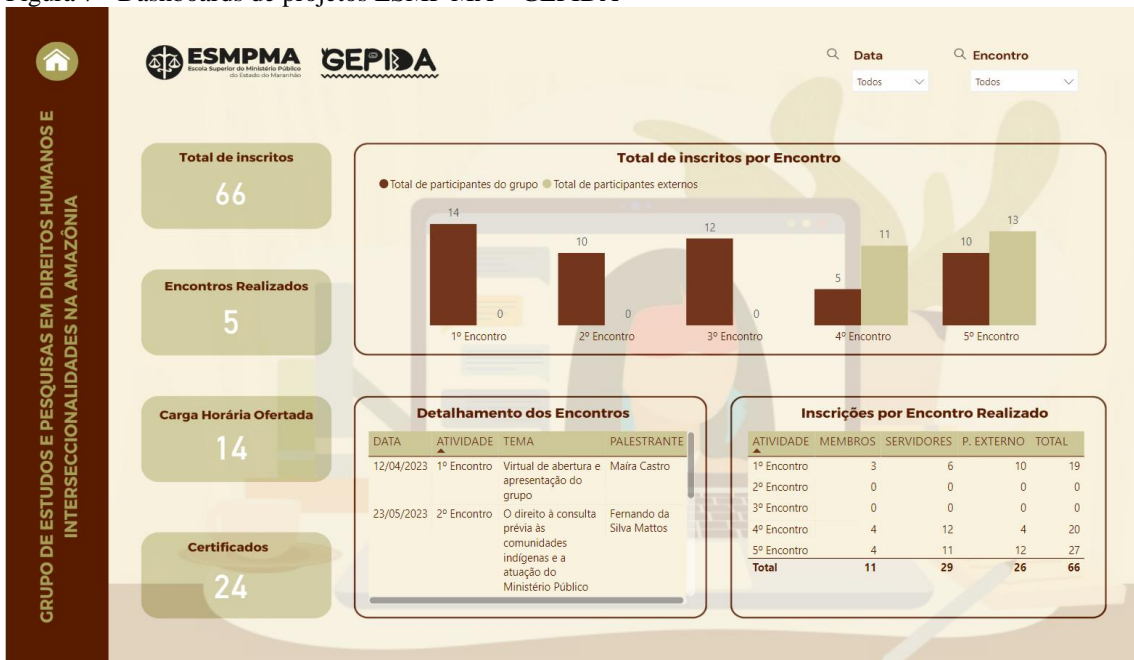 Figura 7 – Dashboards de projetos ESMP-MA – GEPIDA
GRUPO DE ESTUDOS E PESQUISAS EM DIREITOS HUMANOS E
INTERSECCIONALIDADES NA AMAZÔNIA
ESMPMA
Escola Superior do Ministério Público
do Estado do Maranhão
GEPIDA
Data
Todos
Encontro
Todos
Total de inscritos
66
Encontros Realizados
5
Carga Horária Ofertada
14
Certificados
24
Total de inscritos por Encontro
Total de participantes do grupo Total de participantes externos
14 0 10 0 12 0 5 11 10 13
1º Encontro 2º Encontro 3º Encontro 4º Encontro 5º Encontro
Detalhamento dos Encontros
DATA ATIVIDADE TEMA PALESTRANTE
12/04/2023 1º Encontro Virtual de abertura e Maíra Castro
apresentação do
grupo
23/05/2023 2º Encontro O direito à consulta Fernando da
prévia às Silva Mattos
comunidades
indígenas e a
atuação do
Ministério Público
Inscrições por Encontro Realizado
ATIVIDADE MEMBROS SERVIDORES P. EXTERNO TOTAL
1º Encontro 3 6 10 19
2º Encontro 0 0 0 0
3º Encontro 0 0 0 0
4º Encontro 4 12 4 20
5º Encontro 4 11 12 27
Total 11 29 26 66